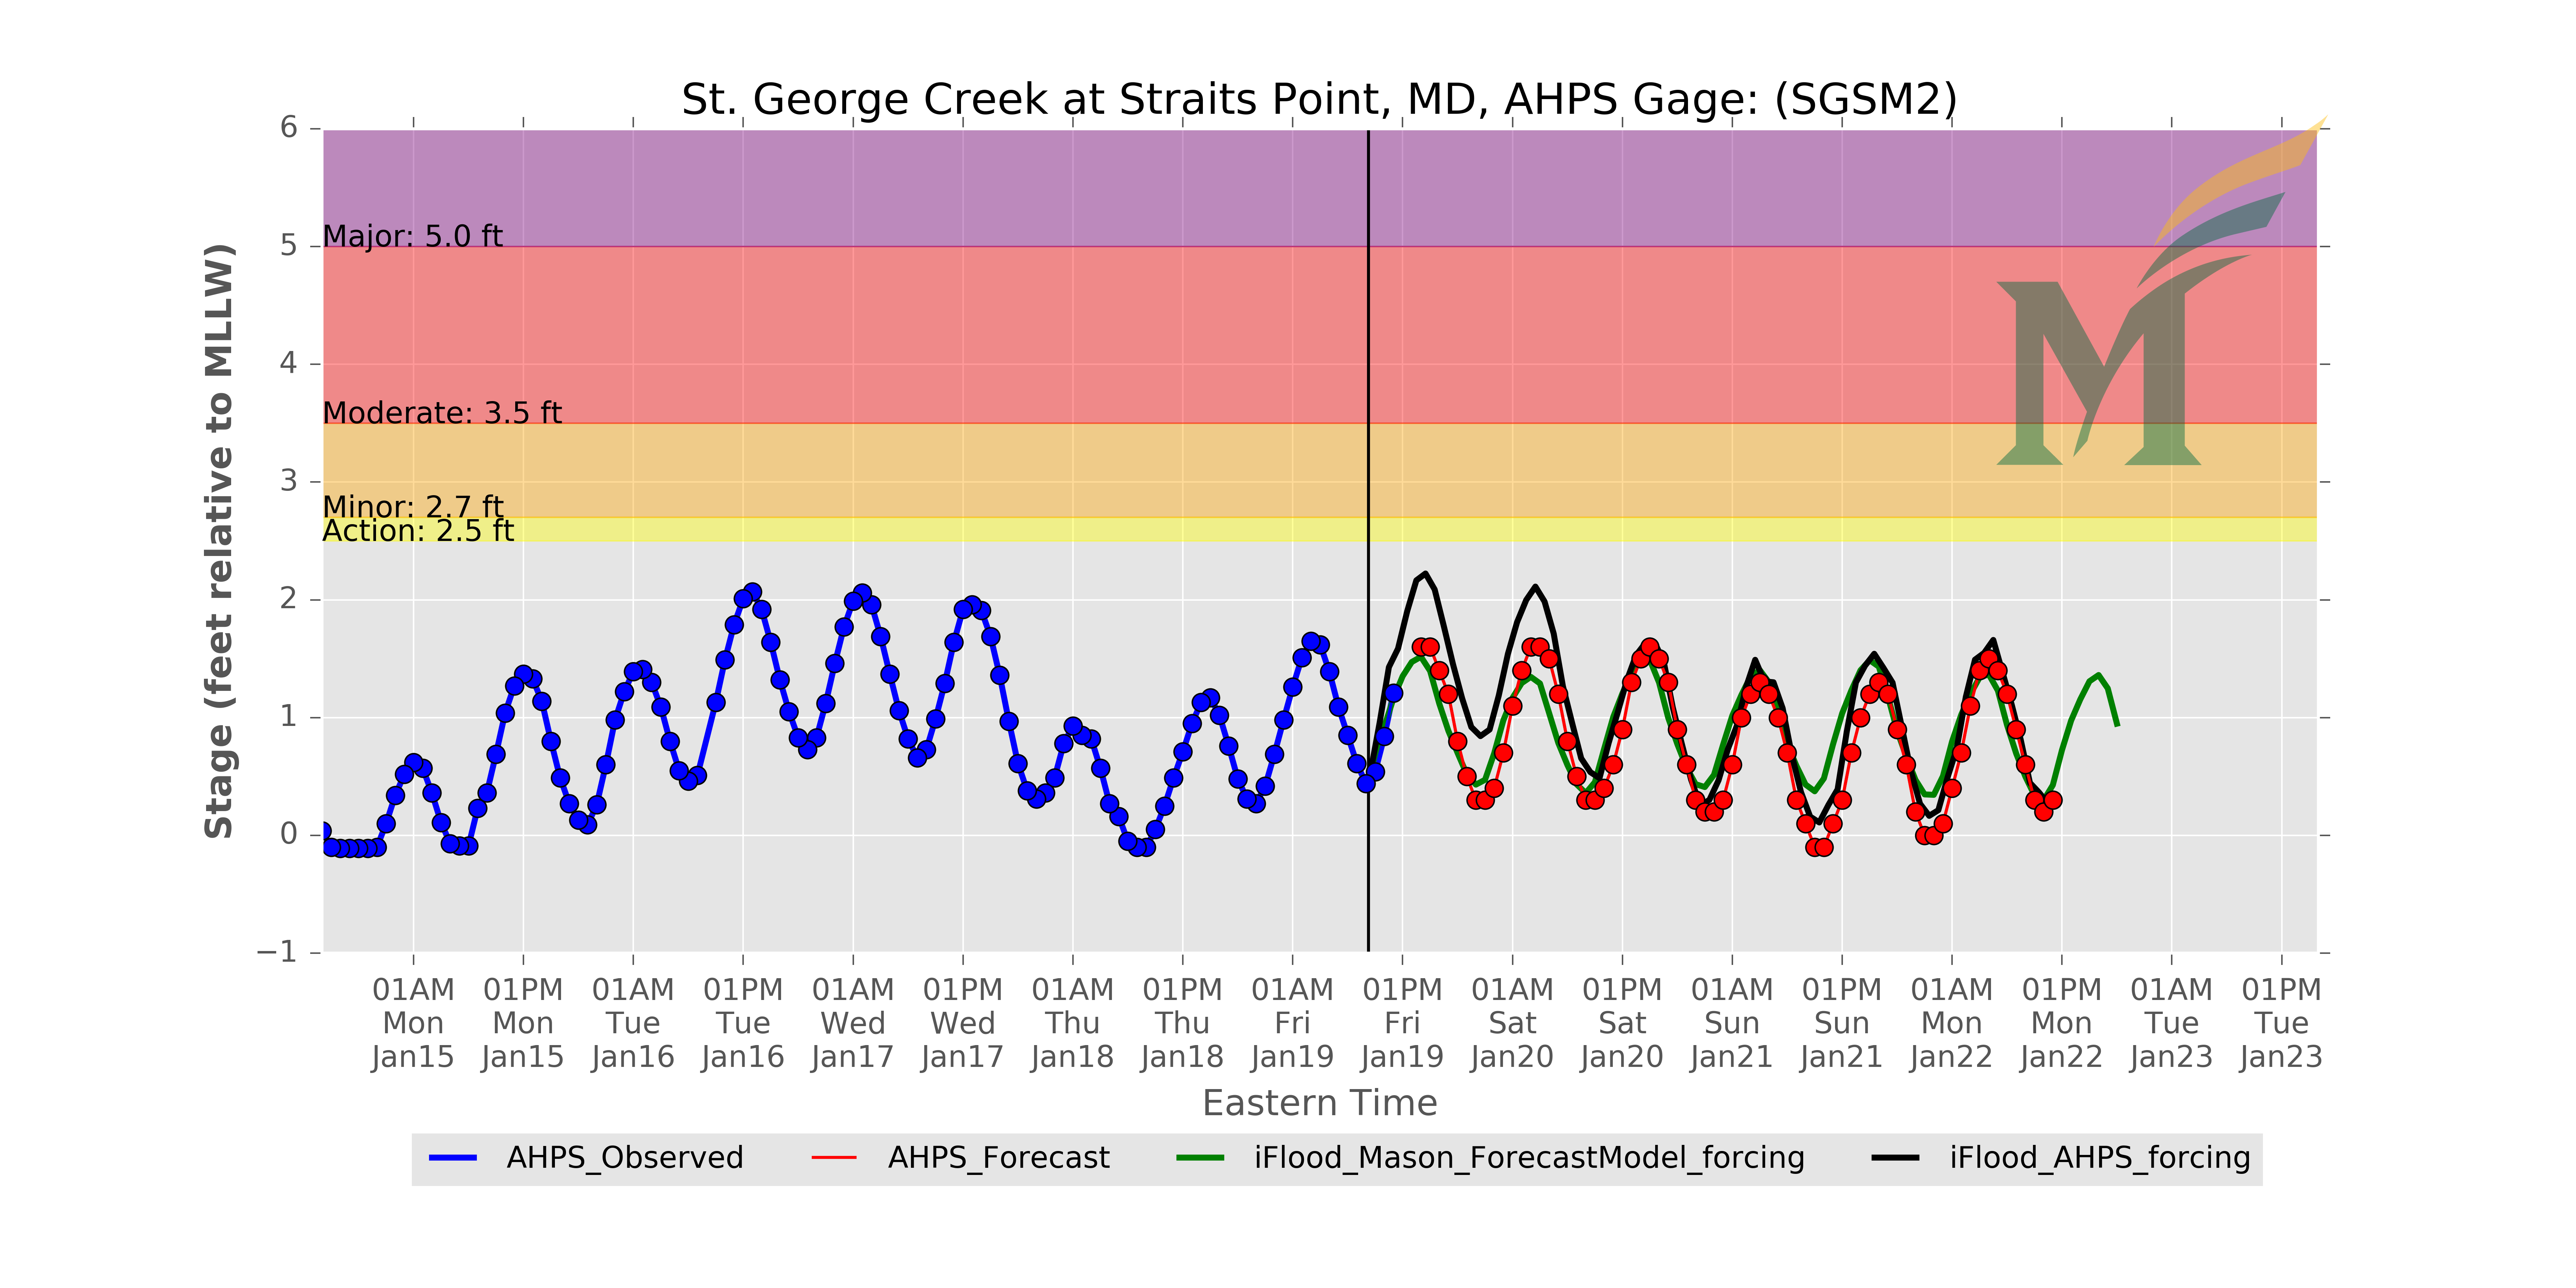 St. George Creek at Straits Point, MD, AHPS Gage: (SGSM2)
Stage (feet relative to MLLW)
6
5
4
3
2
1
0
−1
Major: 5.0 ft
Moderate: 3.5 ft
Minor: 2.7 ft
Action: 2.5 ft
M
01AM 01PM 01AM 01PM 01AM 01PM 01AM 01PM 01AM 01PM 01AM 01PM 01AM 01PM 01AM 01PM 01AM 01PM
Mon Mon Tue Tue Wed Wed Thu Thu Fri Fri Sat Sat Sun Sun Mon Mon Tue Tue
Jan15 Jan15 Jan16 Jan16 Jan17 Jan17 Jan18 Jan18 Jan19 Jan19 Jan20 Jan20 Jan21 Jan21 Jan22 Jan22 Jan23 Jan23
Eastern Time
AHPS_Observed AHPS_Forecast iFlood_Mason_ForecastModel_forcing iFlood_AHPS_forcing